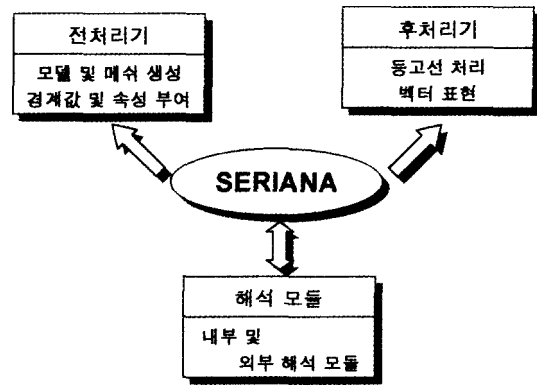 전처리기
모델 및 메쉬 생성
경계값 및 속성 부여
후처리기
등고선 처리
벡터 표현
SERIANA
해석 모듈
내부 및
외부 해석 모듈